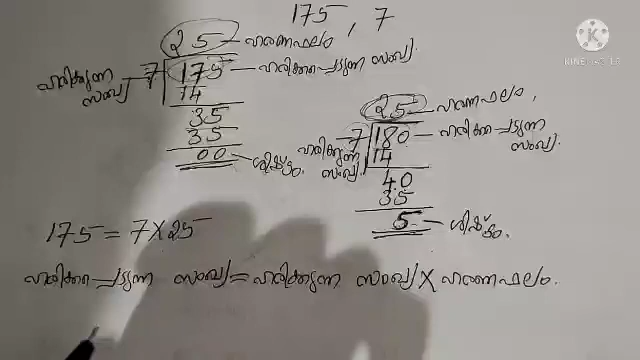 175, 7
25 — ഹരണഫലം
ഹരിക്കുന്ന സംഖ്യ — 7 175 — ഹരിക്കപ്പെടുന്ന സംഖ്യ.
14
35
35
00 — ശിഷ്ടം.
25 — ഹരണഫലം,
ഹരിക്കുന്ന സംഖ്യ 7 180 — ഹരിക്കപ്പെടുന്ന സംഖ്യ.
14
40
35
5 — ശിഷ്ടം.
175 = 7 × 25
ഹരിക്കപ്പെടുന്ന സംഖ്യ = ഹരിക്കുന്ന സംഖ്യ × ഹരണഫലം.